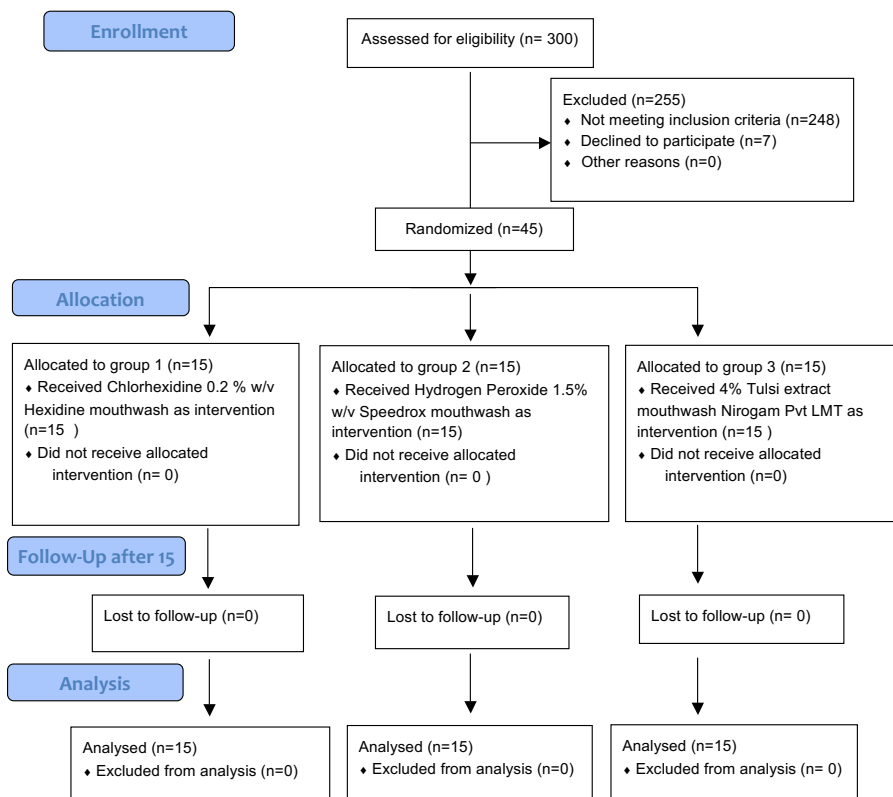 Enrollment
Assessed for eligibility (n= 300)
Excluded (n=255)
♦ Not meeting inclusion criteria (n=248)
♦ Declined to participate (n=7)
♦ Other reasons (n=0)
Randomized (n=45)
Allocation
Allocated to group 1 (n=15)
♦ Received Chlorhexidine 0.2 % w/v
Hexidine mouthwash as intervention
(n=15 )
♦ Did not receive allocated
intervention (n= 0)
Allocated to group 2 (n=15)
♦ Received Hydrogen Peroxide 1.5%
w/v Speedrox mouthwash as
intervention (n=15)
♦ Did not receive allocated
intervention (n= 0 )
Allocated to group 3 (n=15)
♦ Received 4% Tulsi extract
mouthwash Nirogam Pvt LMT as
intervention (n=15 )
♦ Did not receive allocated
intervention (n=0)
Follow-Up after 15
Lost to follow-up (n=0)
Lost to follow-up (n=0)
Lost to follow-up (n= 0)
Analysis
Analysed (n=15)
♦ Excluded from analysis (n=0)
Analysed (n=15)
♦ Excluded from analysis (n=0)
Analysed (n=15)
♦ Excluded from analysis (n= 0)